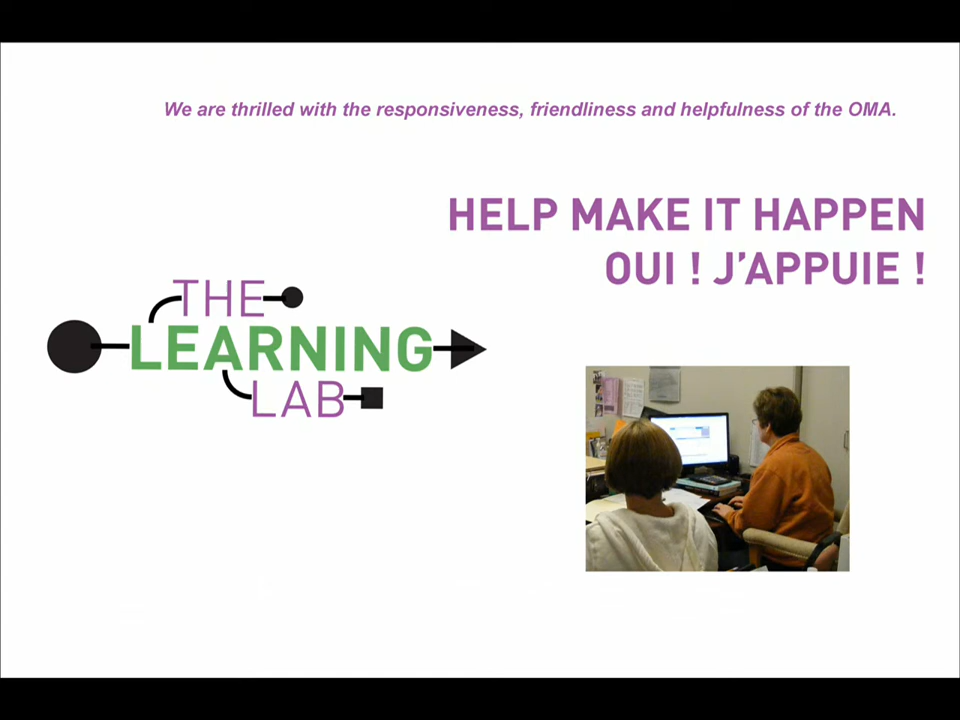 We are thrilled with the responsiveness, friendliness and helpfulness of the OMA.
HELP MAKE IT HAPPEN
OUI ! J'APPUIE !
THE
LEARNING
LAB